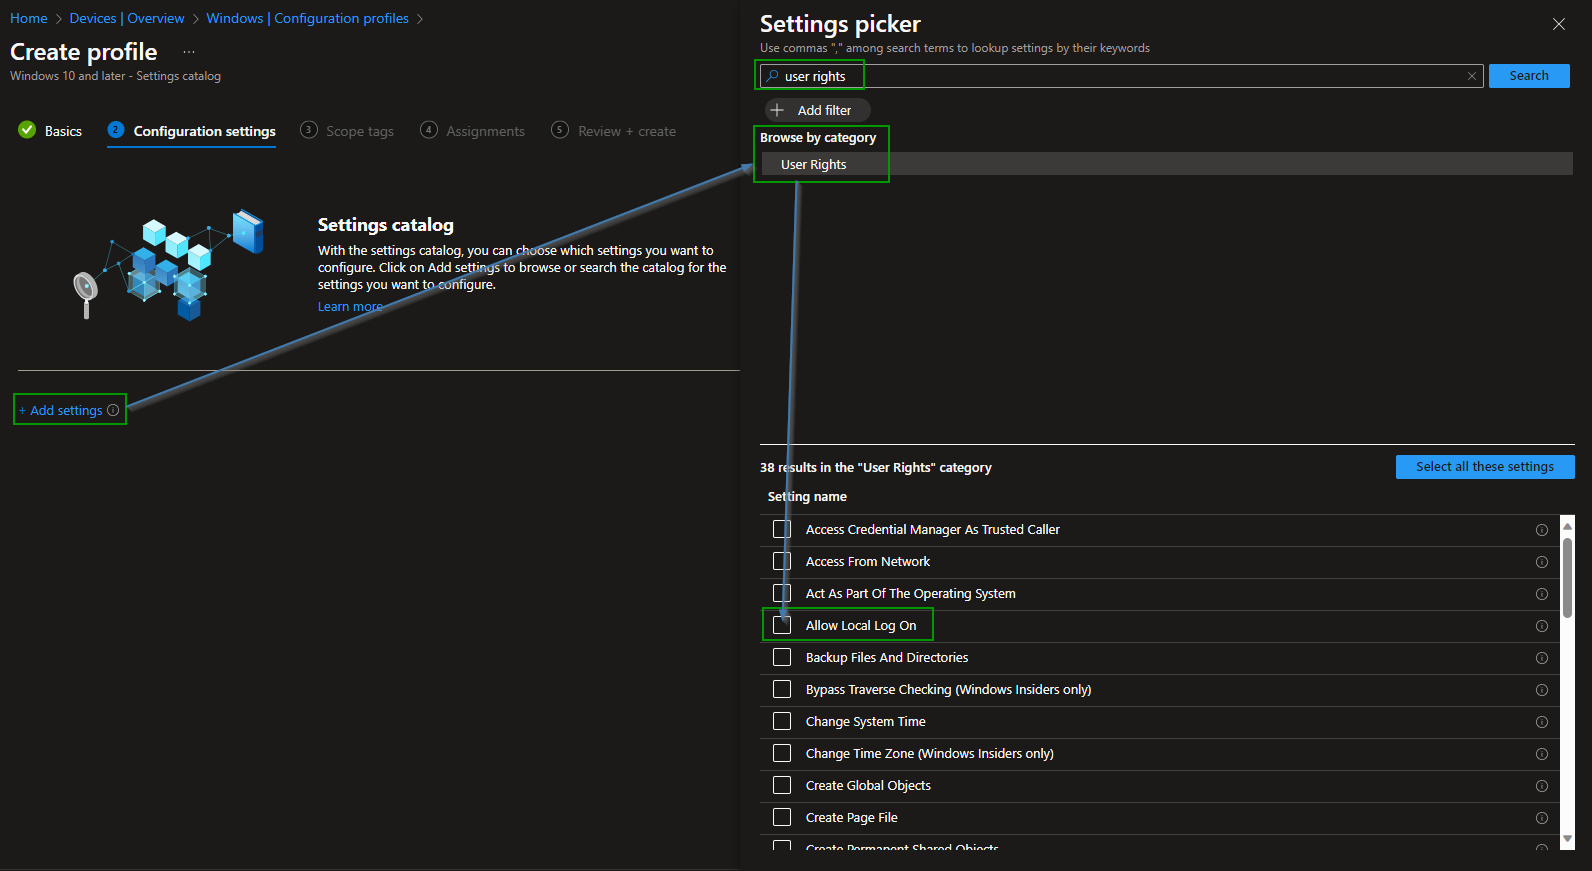 Home > Devices | Overview > Windows | Configuration profiles >
Create profile ...
Windows 10 and later - Settings catalog
Basics
2 Configuration settings
3 Scope tags
4 Assignments
5 Review + create
Settings catalog
With the settings catalog, you can choose which settings you want to
configure. Click on Add settings to browse or search the catalog for the
settings you want to configure.
Learn more
+ Add settings
Settings picker
Use commas "," among search terms to lookup settings by their keywords
user rights
Search
Add filter
Browse by category
User Rights
38 results in the "User Rights" category
Select all these settings
Setting name
Access Credential Manager As Trusted Caller
Access From Network
Act As Part Of The Operating System
Allow Local Log On
Backup Files And Directories
Bypass Traverse Checking (Windows Insiders only)
Change System Time
Change Time Zone (Windows Insiders only)
Create Global Objects
Create Page File
Create Permanent Shared Objects